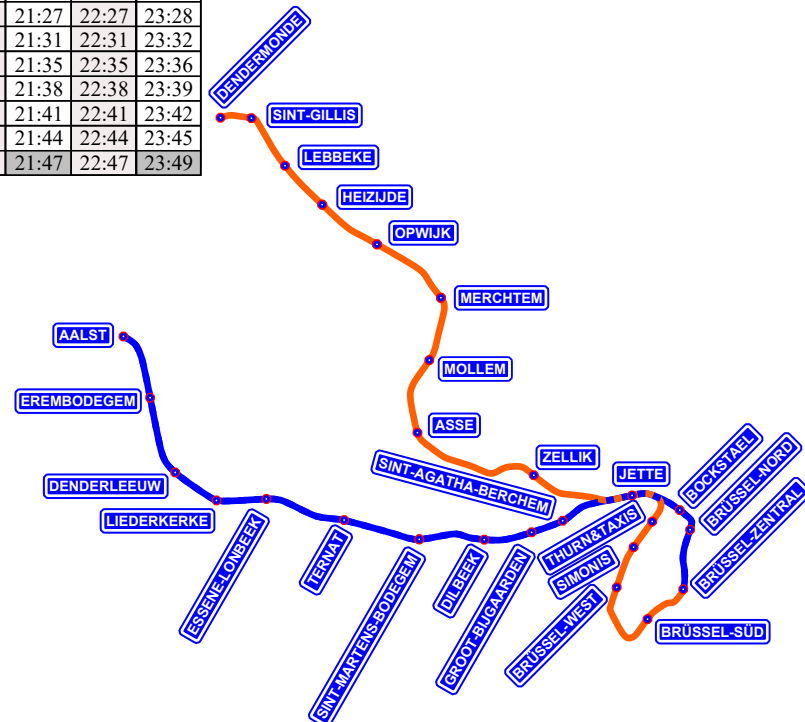 21:27 22:27 23:28
21:31 22:31 23:32
21:35 22:35 23:36
21:38 22:38 23:39
21:41 22:41 23:42
21:44 22:44 23:45
21:47 22:47 23:49
DENDERMONDE
SINT-GILLIS
LEBBEKE
HEIZIJDE
OPWIJK
MERCHTEM
MOLLEM
ASSE
ZELLIK
AALST
EREMBODEGEM
DENDERLEEUW
LIEDERKERKE
ESSENE-LONBEEK
TERNAT
SINT-MARTENS-BODEGEM
DILBEEK
GROOT-BIJGAARDEN
SINT-AGATHA-BERCHEM
JETTE
BOCKSTAEL
BRÜSSEL-NORD
BRÜSSEL-ZENTRAL
THURN&TAXIS
SIMONIS
BRÜSSEL-WEST
BRÜSSEL-SÜD